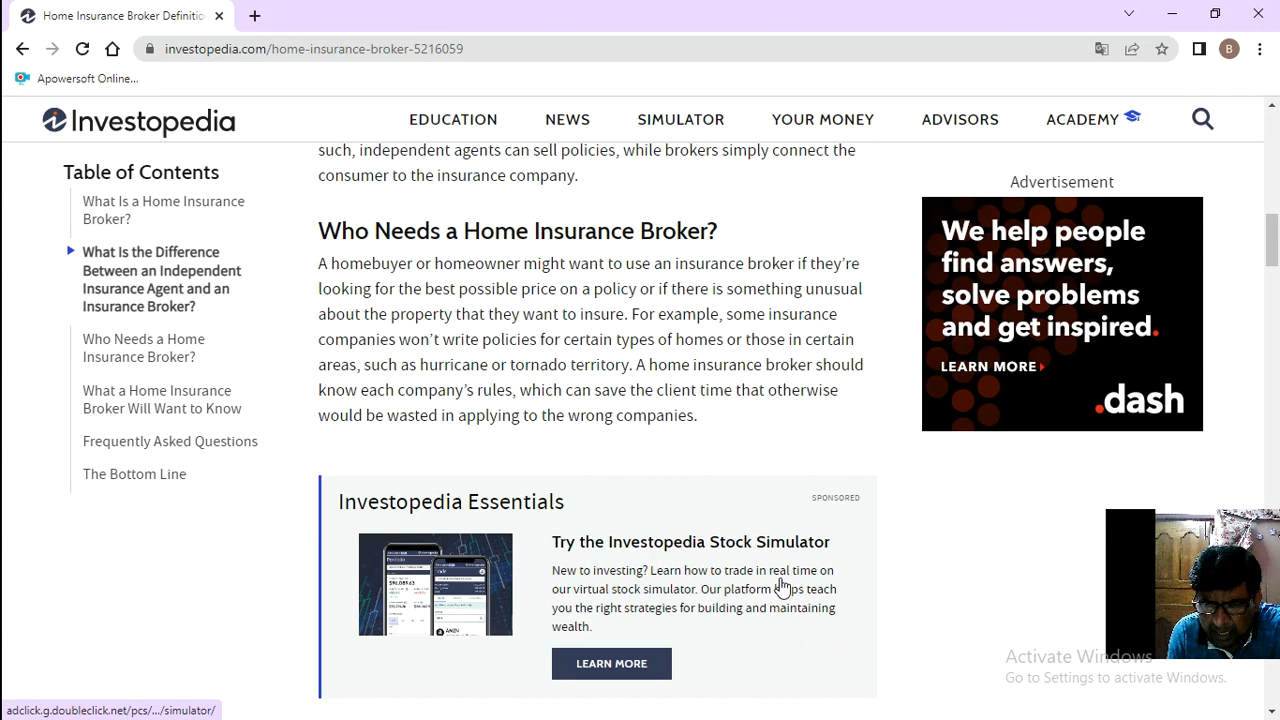 Home Insurance Broker Definitio
investopedia.com/home-insurance-broker-5216059
B
Apowersoft Online...
Investopedia
EDUCATION
NEWS
SIMULATOR
YOUR MONEY
ADVISORS
ACADEMY
Table of Contents
What Is a Home Insurance
Broker?
What Is the Difference
Between an Independent
Insurance Agent and an
Insurance Broker?
Who Needs a Home
Insurance Broker?
What a Home Insurance
Broker Will Want to Know
Frequently Asked Questions
The Bottom Line
such, independent agents can sell policies, while brokers simply connect the
consumer to the insurance company.
Who Needs a Home Insurance Broker?
A homebuyer or homeowner might want to use an insurance broker if they’re
looking for the best possible price on a policy or if there is something unusual
about the property that they want to insure. For example, some insurance
companies won’t write policies for certain types of homes or those in certain
areas, such as hurricane or tornado territory. A home insurance broker should
know each company’s rules, which can save the client time that otherwise
would be wasted in applying to the wrong companies.
Investopedia Essentials
SPONSORED
Try the Investopedia Stock Simulator
New to investing? Learn how to trade in real time on
our virtual stock simulator. Our platform helps teach
you the right strategies for building and maintaining
wealth.
LEARN MORE
Advertisement
We help people
find answers,
solve problems
and get inspired.
LEARN MORE
.dash
Activate Windows
Go to Settings to activate Windows.
adclick.g.doubleclick.net/pcs/.../simulator/